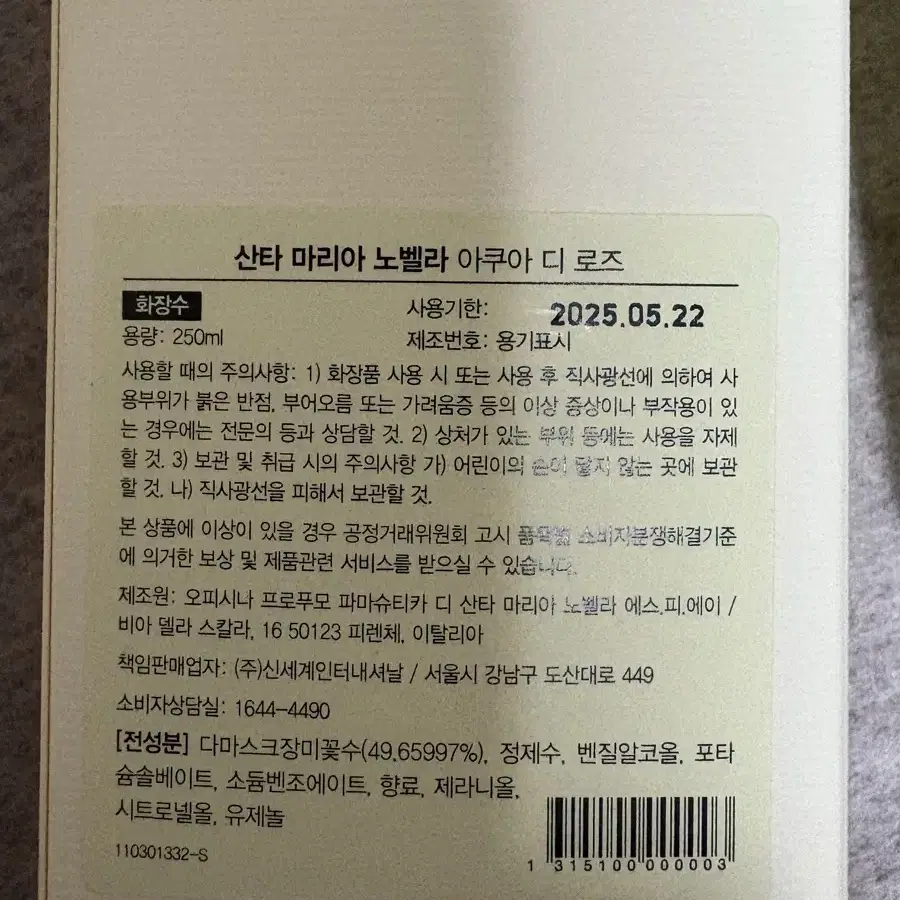 산타 마리아 노벨라 아쿠아 디 로즈
화장수
사용기한: 2025.05.22
용량: 250ml
제조번호: 용기표시
사용할 때의 주의사항: 1) 화장품 사용 시 또는 사용 후 직사광선에 의하여 사
용부위가 붉은 반점, 부어오름 또는 가려움증 등의 이상 증상이나 부작용이 있
는 경우에는 전문의 등과 상담할 것. 2) 상처가 있는 부위 등에는 사용을 자제
할 것. 3) 보관 및 취급 시의 주의사항 가) 어린이의 손이 닿지 않는 곳에 보관
할 것. 나) 직사광선을 피해서 보관할 것.
본 상품에 이상이 있을 경우 공정거래위원회 고시 품목별 소비자분쟁해결기준
에 의거한 보상 및 제품관련 서비스를 받으실 수 있습니다.
제조원: 오피시나 프로푸모 파마슈티카 디 산타 마리아 노벨라 에스.피.에이 /
비아 델라 스칼라, 16 50123 피렌체, 이탈리아
책임판매업자: (주)신세계인터내셔날 / 서울시 강남구 도산대로 449
소비자상담실: 1644-4490
[전성분] 다마스크장미꽃수(49.65997%), 정제수, 벤질알코올, 포타
슘솔베이트, 소듐벤조에이트, 향료, 제라니올,
시트로넬올, 유제놀
110301332-S
1 315100 000003